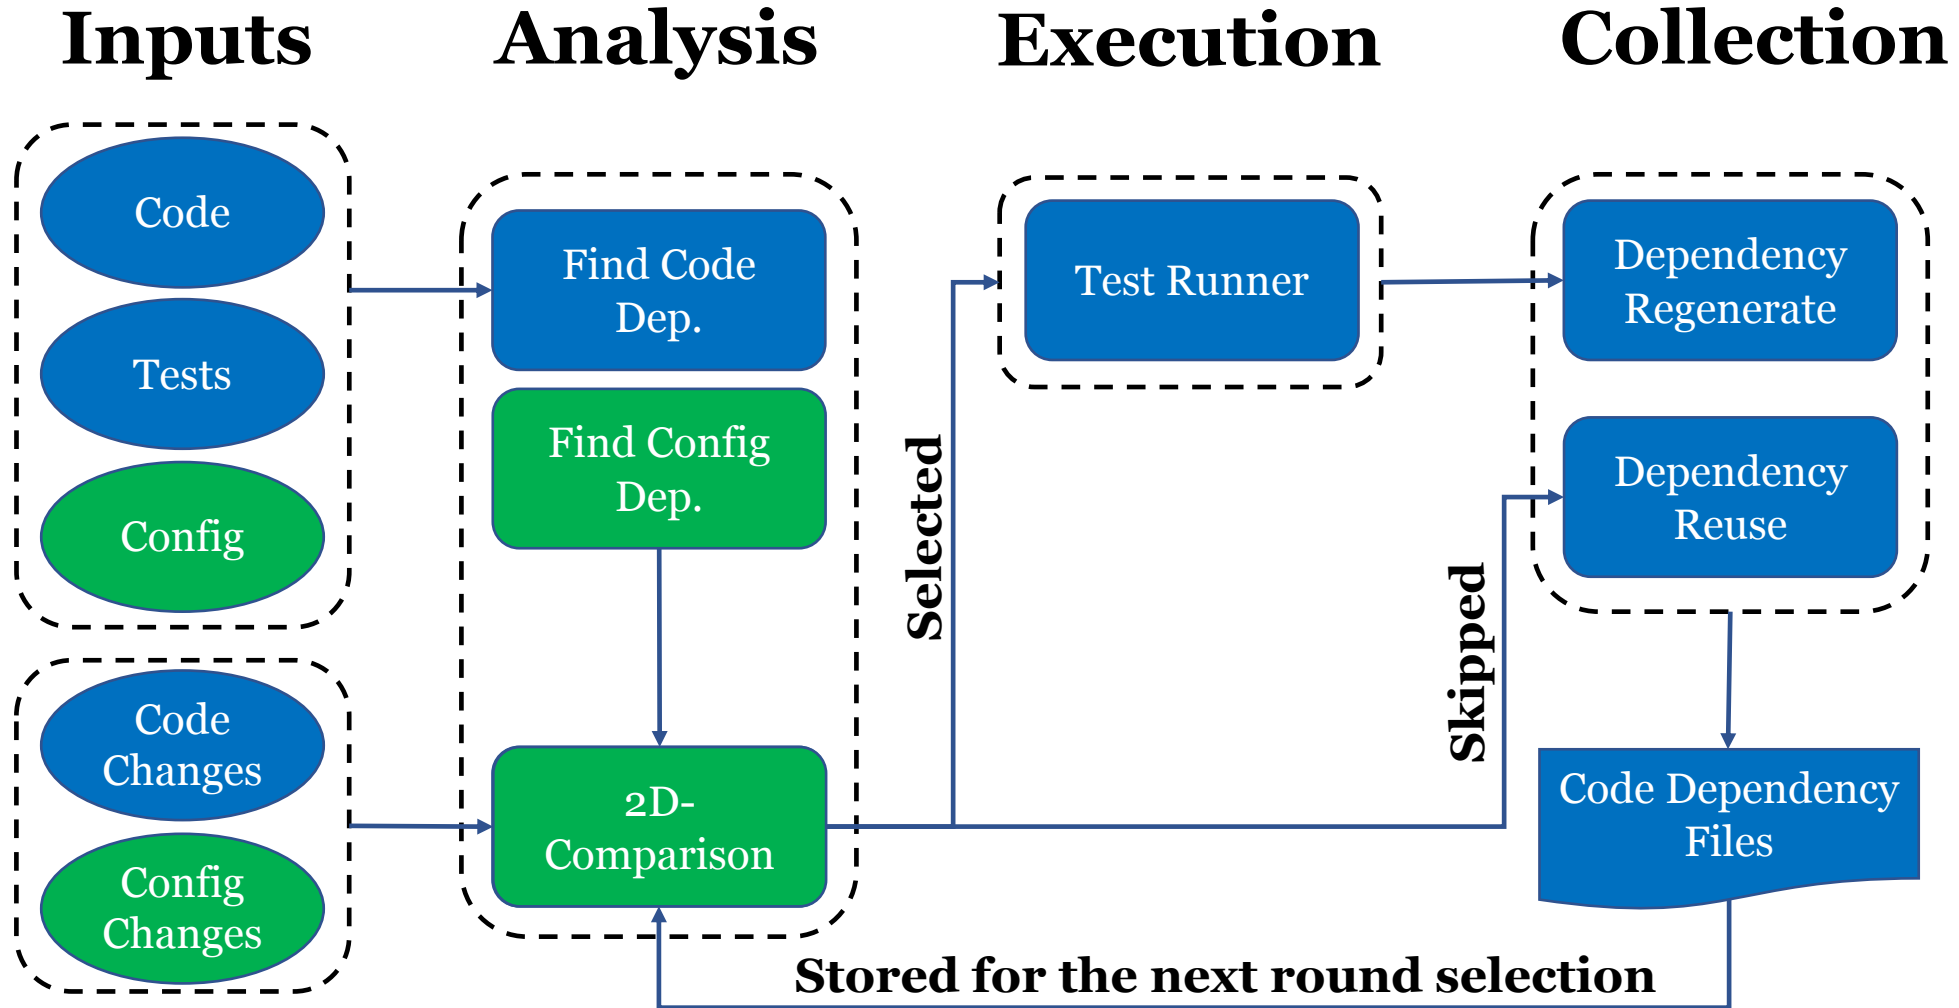 Inputs
Analysis
Execution
Collection
Code
Tests
Config
Code
Changes
Config
Changes
Find Code
Dep.
Find Config
Dep.
2D-
Comparison
Selected
Test Runner
Skipped
Dependency
Regenerate
Dependency
Reuse
Code Dependency
Files
Stored for the next round selection